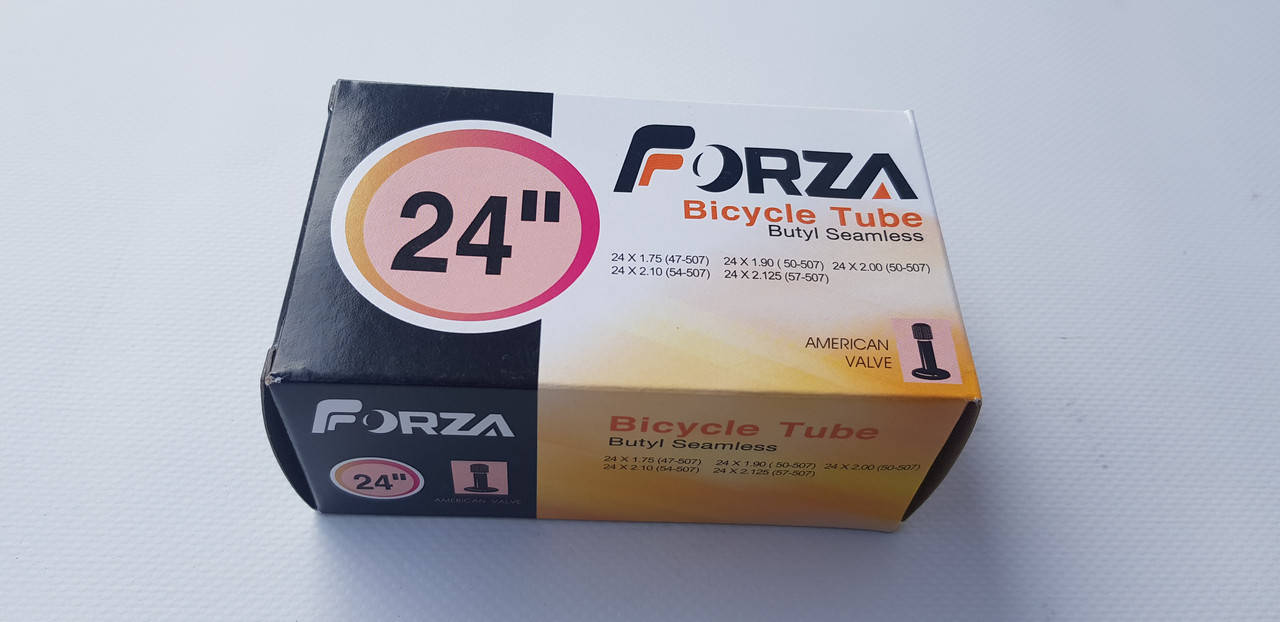 24"
FORZA
Bicycle Tube
Butyl Seamless
24 X 1.75 (47-507) 24 X 1.90 ( 50-507) 24 X 2.00 (50-507)
24 X 2.10 (54-507) 24 X 2.125 (57-507)
AMERICAN
VALVE
FORZA
24"
AMERICAN VALVE
Bicycle Tube
Butyl Seamless
24 X 1.75 (47-507) 24 X 1.90 ( 50-507) 24 X 2.00 (50-507)
24 X 2.10 (54-507) 24 X 2.125 (57-507)